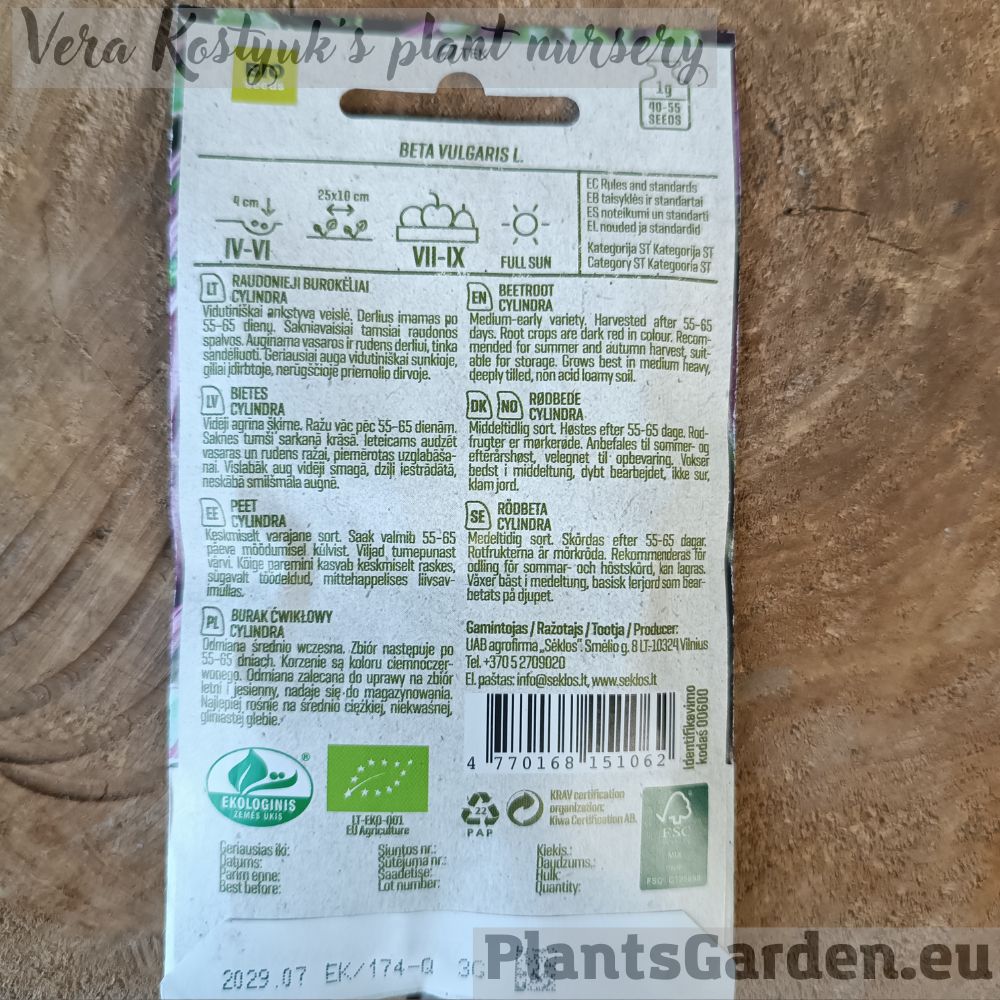 Vera Kostyuk's plant nursery
1g
40-55
SEEDS
BETA VULGARIS L.
4 cm
25x10 cm
IV-VI
VII-IX
FULL SUN
EC Rules and standards
EB taisyklės ir standartai
ES noteikumi un standarti
EL nouded ja standardid
Kategorija ST Kategorija ST
Category ST Kategooria ST
LT RAUDONIEJI BUROKĖLIAI
CYLINDRA
Vidutiniškai ankstyva veislė. Derlius imamas po
55-65 dienų. Šakniavaisiai tamsiai raudonos
spalvos. Auginama vasaros ir rudens derliui, tinka
sandėliuoti. Geriausiai auga vidutiniškai sunkioje,
giliai įdirbtoje, nerūgščioje priemolio dirvoje.
EN BEETROOT
CYLINDRA
Medium-early variety. Harvested after 55-65
days. Root crops are dark red in colour. Recom-
mended for summer and autumn harvest, suit-
able for storage. Grows best in medium heavy,
deeply tilled, non acid loamy soil.
LV BIETES
CYLINDRA
Vidēji agrīna šķirne. Ražu vāc pēc 55-65 dienām.
Saknes tumši sarkanā krāsā. Ieteicams audzēt
vasaras un rudens ražai, piemērotas uzglabāša-
nai. Vislabāk aug vidēji smagā, dziļi iestrādātā,
neskābā smilšmāla augnē.
DK NO RØDBEDE
CYLINDRA
Middeltidlig sort. Høstes efter 55-65 dage. Rod-
frugter er mørkerøde. Anbefales til sommer- og
efterårshøst, velegnet til opbevaring. Vokser
bedst i middeltung, dybt bearbejdet, ikke sur,
klam jord.
EE PEET
CYLINDRA
Keskmiselt varajane sort. Saak valmib 55-65
päeva möödumisel külvist. Viljad tumepunast
värvi. Kõige paremini kasvab keskmiselt raskes,
sügavalt töödeldud, mittehappelises liivsav-
imullas.
SE RÖDBETA
CYLINDRA
Medeltidig sort. Skördas efter 55-65 dagar.
Rotfrukterna är mörkröda. Rekommenderas för
odling för sommar- och höstskörd, kan lagras.
Växer bäst i medeltung, basisk lerjord som bear-
betats på djupet.
PL BURAK ĆWIKŁOWY
CYLINDRA
Odmiana średnio wczesna. Zbiór następuje po
55-65 dniach. Korzenie są koloru ciemnoczer-
wonego. Odmiana zalecana do uprawy na zbiór
letni i jesienny, nadaje się do magazynowania.
Najlepiej rośnie na średnio ciężkiej, niekwaśnej,
gliniastej glebie.
Gamintojas / Ražotajs / Tootja / Producer:
UAB agrofirma „Sėklos". Smėlio g. 8 LT-10324 Vilnius
Tel. +370 5 2709020
El. paštas: info@seklos.lt, www.seklos.lt
4 770168 151062
Identifikavimo
kodas 00600
EKOLOGINIS
ŽEMĖS ŪKIS
®
LT-EKO-001
EU Agriculture
22
PAP
KRAV certification
organization:
Kiwa Certification AB.
FSC
MIX
Geriausias iki:
Datums:
Parim enne:
Best before:
Siuntos nr.:
Sūtējuma nr.:
Saadetise:
Lot number:
Kiekis.:
Daudzums.:
Hulk:
Quantity:
2029.07 EK/174-Q
PlantsGarden.eu